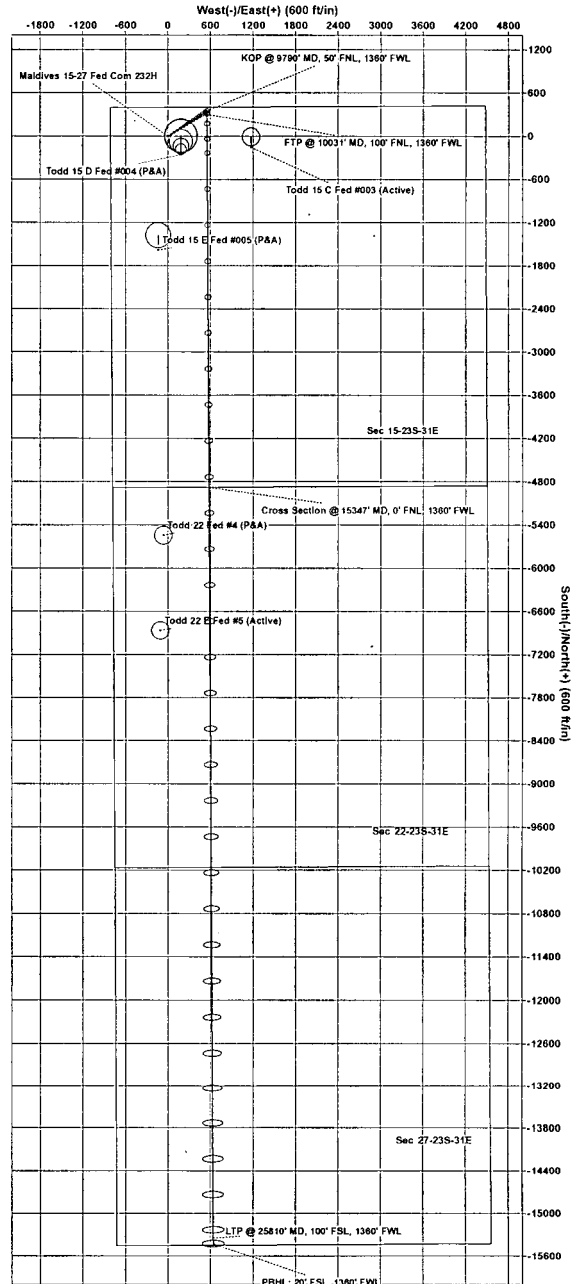 West(-)/East(+) (600 ft/in)
-1800 -1200 -600 0 600 1200 1800 2400 3000 3600 4200 4800
1200
KOP @ 9790' MD, 50' FNL, 1360' FWL
Maldives 15-27 Fed Com 232H
600
0
FTP @ 10031' MD, 100' FNL, 1360' FWL
Todd 15 D Fed #004 (P&A)
-600
Todd 15 C Fed #003 (Active)
-1200
Todd 15 E Fed #005 (P&A)
-1800
-2400
-3000
-3600
Sec 15-23S-31E
-4200
-4800
Cross Section @ 15347' MD, 0' FNL, 1360' FWL
Todd 22 Fed #4 (P&A)
-5400
-6000
-6600
Todd 22 E Fed #5 (Active)
South(-)/North(+) (600 ft/in)
-7200
-7800
-8400
-9000
-9600
Sec 22-23S-31E
-10200
-10800
-11400
-12000
-12600
-13200
-13800
Sec 27-23S-31E
-14400
-15000
LTP @ 25810' MD, 100' FSL, 1360' FWL
-15600
PBHL; 20' FSL, 1360' FWL